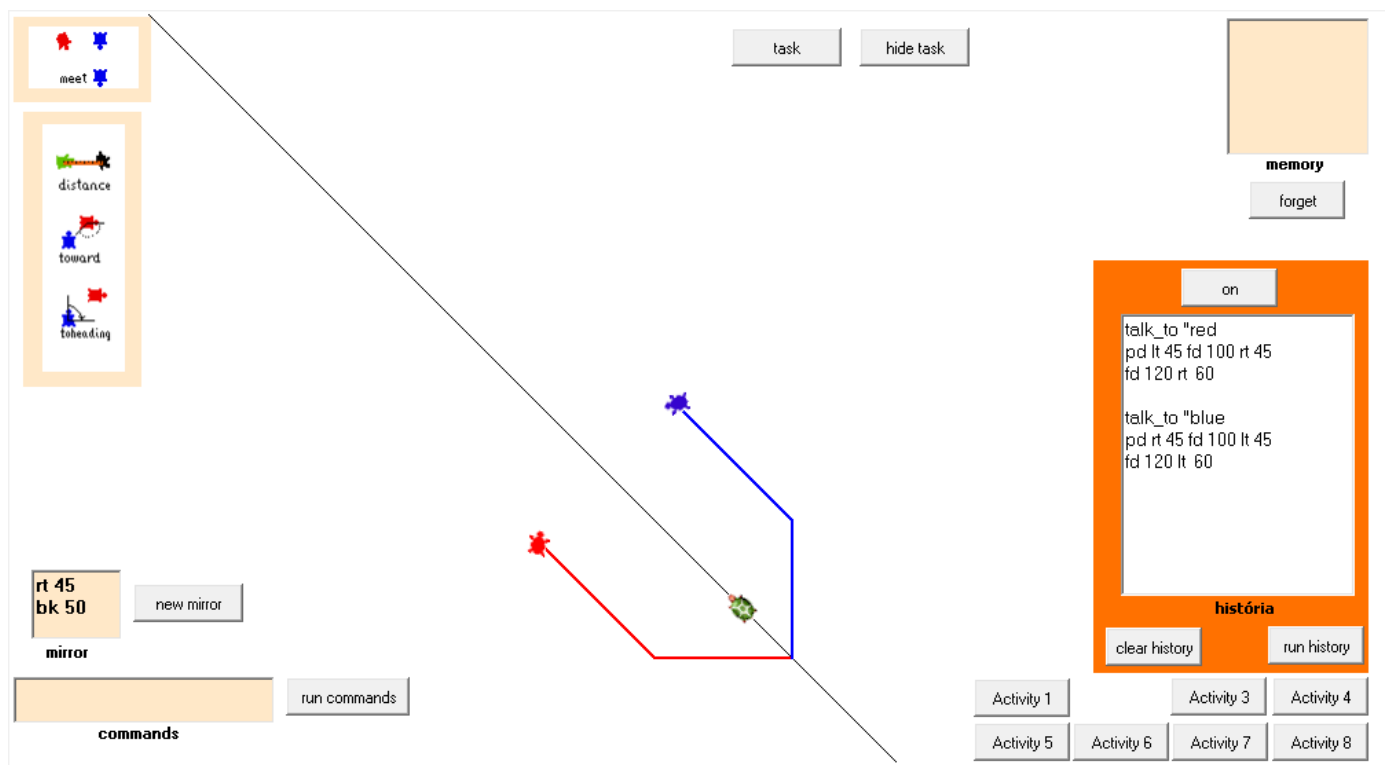 meet
task
hide task
distance
toward
toheading
memory
forget
on
talk_to "red
pd lt 45 fd 100 rt 45
fd 120 rt 60
talk_to "blue
pd rt 45 fd 100 lt 45
fd 120 lt 60
história
clear history
run history
rt 45
bk 50
new mirror
mirror
run commands
commands
Activity 1
Activity 3
Activity 4
Activity 5
Activity 6
Activity 7
Activity 8